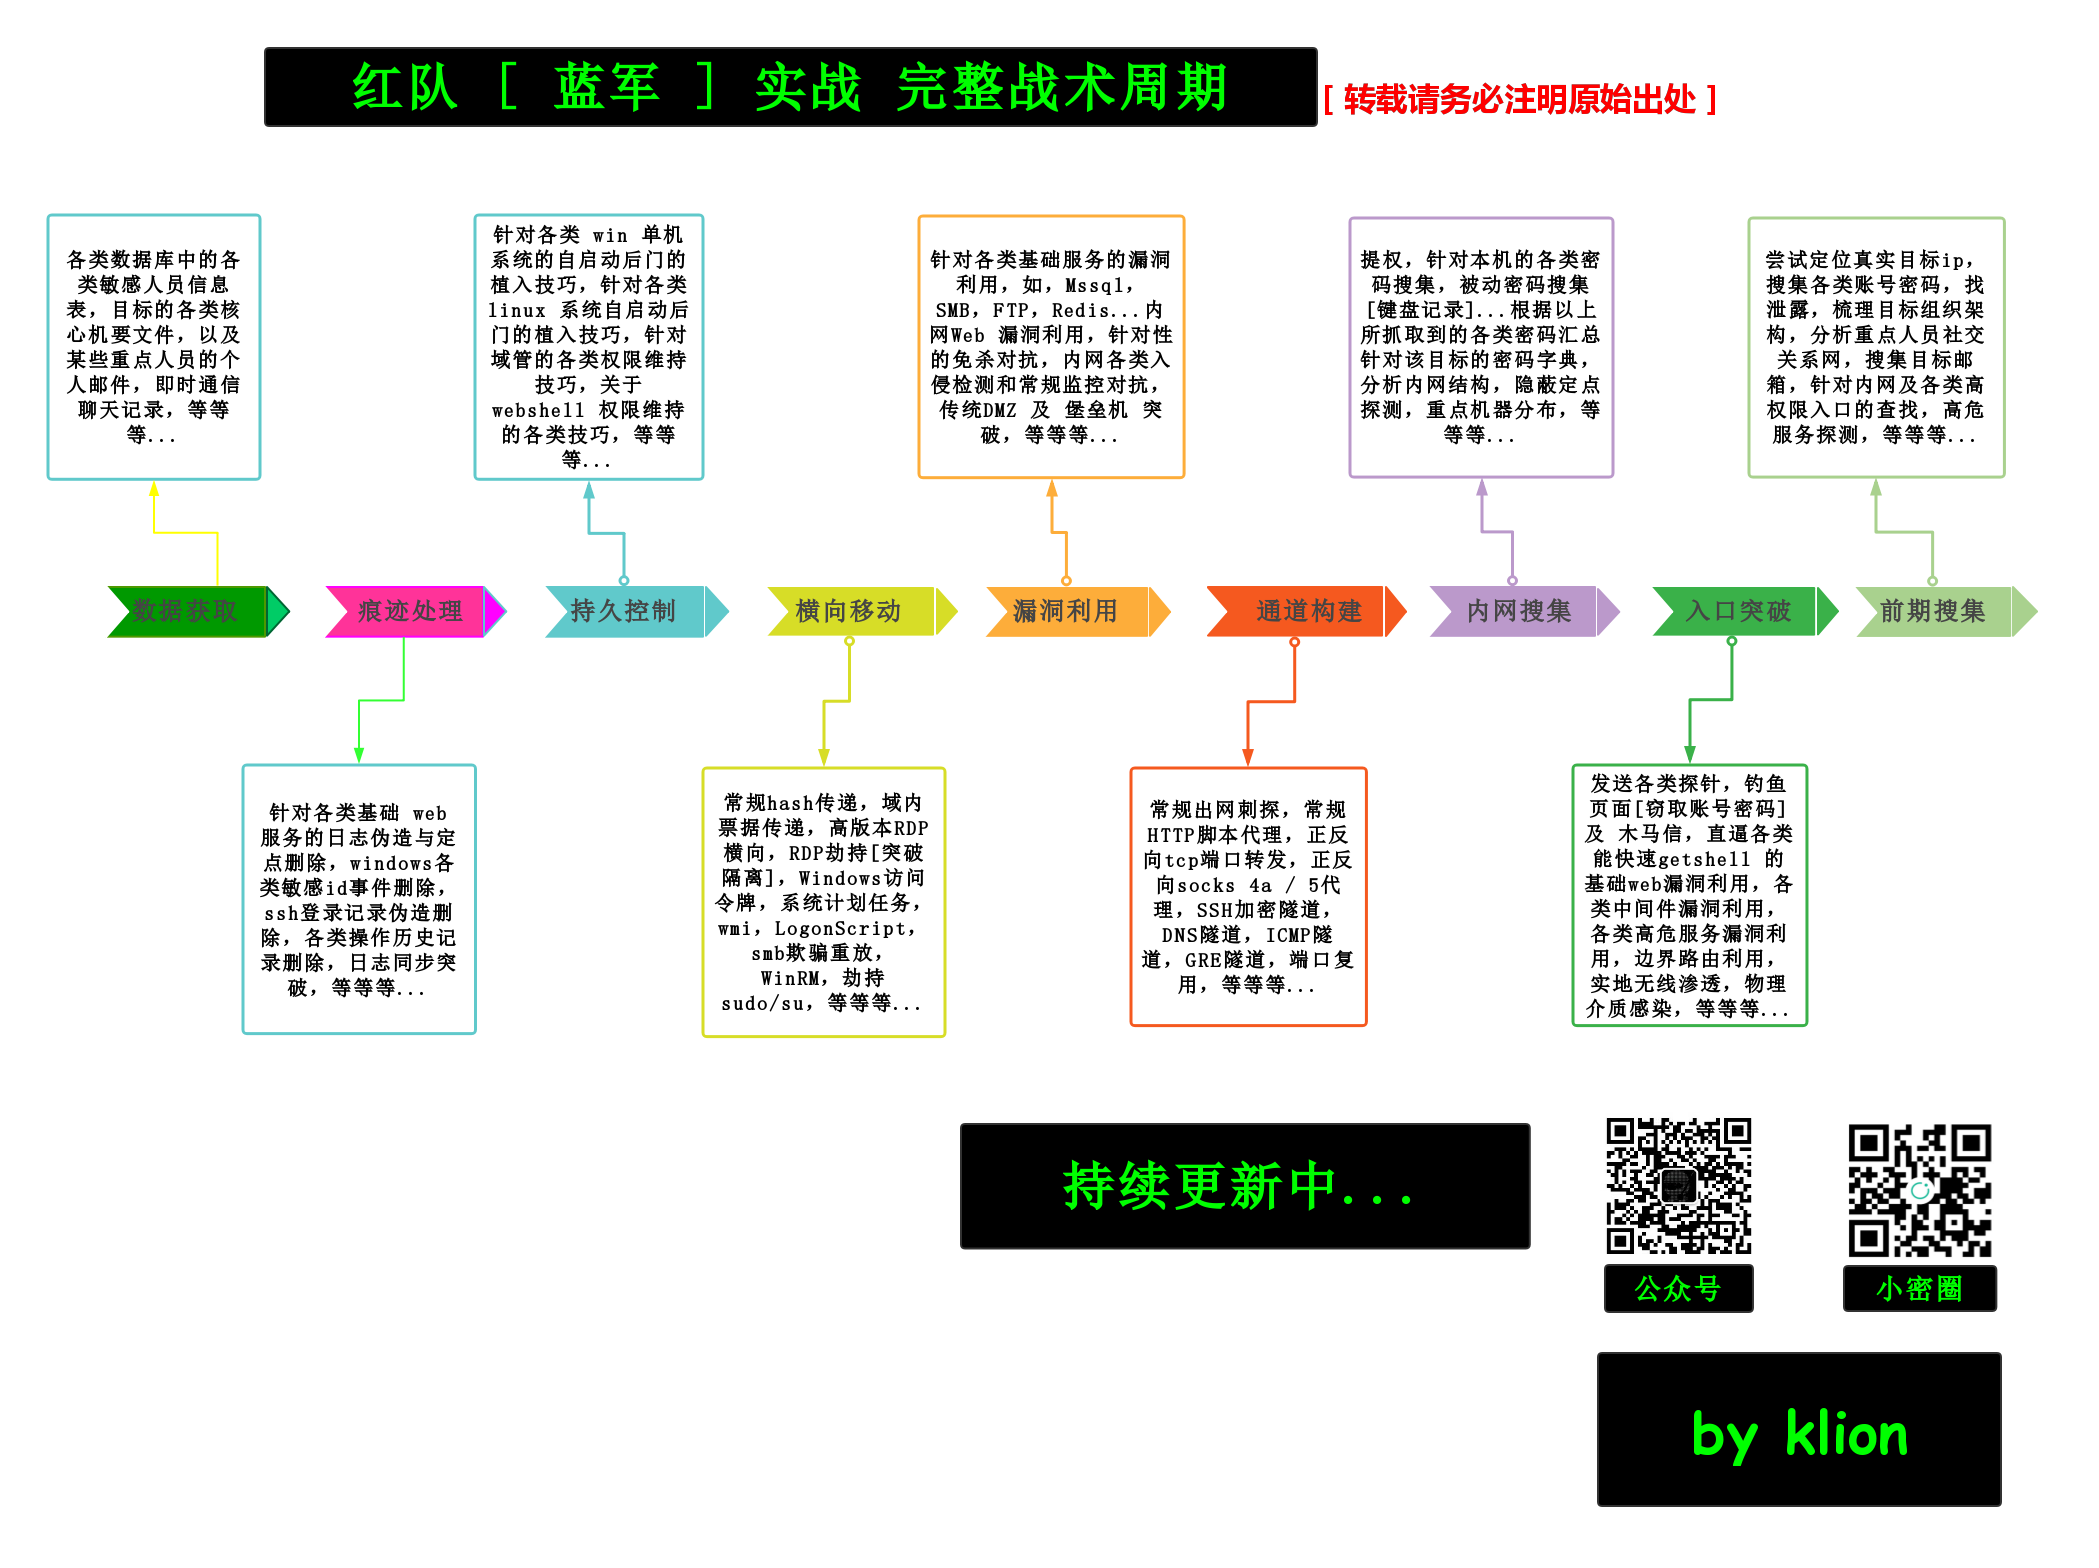 红队 [ 蓝军 ] 实战 完整战术周期
[ 转载请务必注明原始出处 ]
各类数据库中的各
类敏感人员信息
表，目标的各类核
心机要文件，以及
某些重点人员的个
人邮件，即时通信
聊天记录，等等
等...
针对各类 win 单机
系统的自启动后门的
植入技巧，针对各类
linux 系统自启动后
门的植入技巧，针对
域管的各类权限维持
技巧，关于
webshell 权限维持
的各类技巧，等等
等...
针对各类基础服务的漏洞
利用，如，Mssql，
SMB，FTP，Redis...内
网Web 漏洞利用，针对性
的免杀对抗，内网各类入
侵检测和常规监控对抗，
传统DMZ 及 堡垒机 突
破，等等等...
提权，针对本机的各类密
码搜集，被动密码搜集
[键盘记录]...根据以上
所抓取到的各类密码汇总
针对该目标的密码字典，
分析内网结构，隐蔽定点
探测，重点机器分布，等
等等...
尝试定位真实目标ip，
搜集各类账号密码，找
泄露，梳理目标组织架
构，分析重点人员社交
关系网，搜集目标邮
箱，针对内网及各类高
权限入口的查找，高危
服务探测，等等等...
数据获取
痕迹处理
持久控制
横向移动
漏洞利用
通道构建
内网搜集
入口突破
前期搜集
针对各类基础 web
服务的日志伪造与定
点删除，windows各
类敏感id事件删除，
ssh登录记录伪造删
除，各类操作历史记
录删除，日志同步突
破，等等等...
常规hash传递，域内
票据传递，高版本RDP
横向，RDP劫持[突破
隔离]，Windows访问
令牌，系统计划任务，
wmi，LogonScript，
smb欺骗重放，
WinRM，劫持
sudo/su，等等等...
常规出网刺探，常规
HTTP脚本代理，正反
向tcp端口转发，正反
向socks 4a / 5代
理，SSH加密隧道，
DNS隧道，ICMP隧
道，GRE隧道，端口复
用，等等等...
发送各类探针，钓鱼
页面[窃取账号密码]
及 木马信，直逼各类
能快速getshell 的
基础web漏洞利用，各
类中间件漏洞利用，
各类高危服务漏洞利
用，边界路由利用，
实地无线渗透，物理
介质感染，等等等...
持续更新中...
公众号
小密圈
by klion